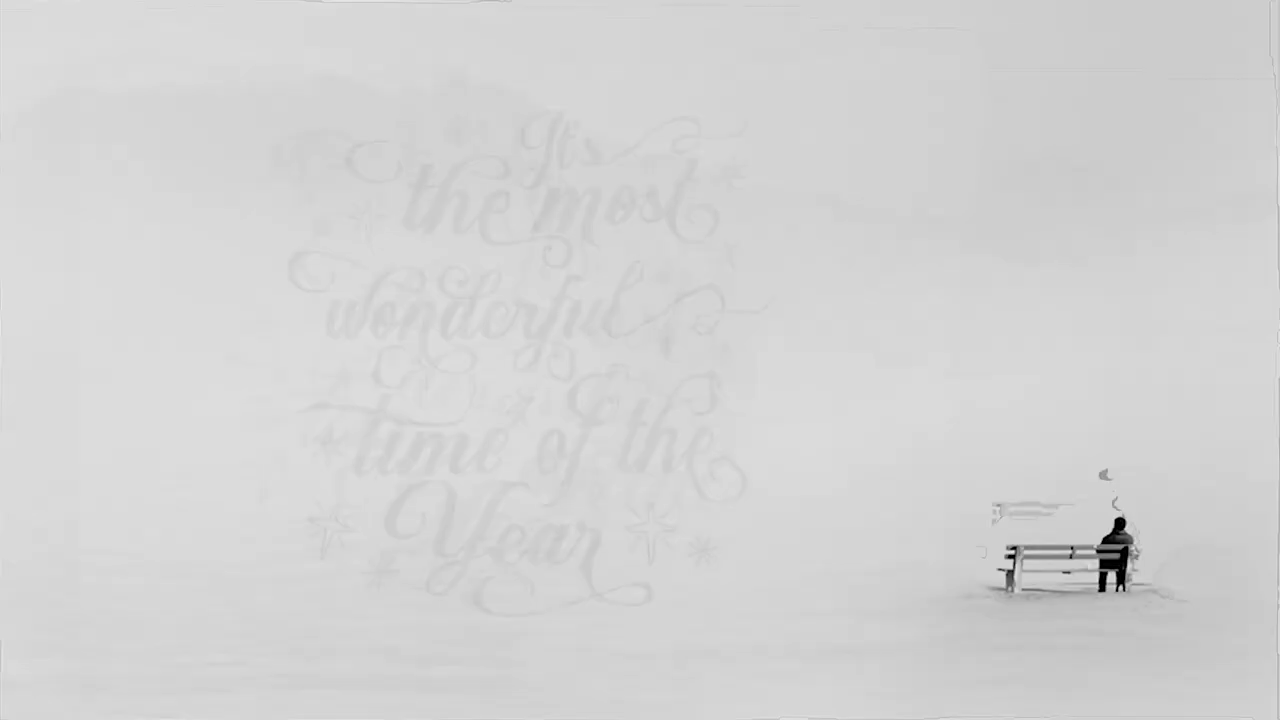 It's
the most
wonderful
time of the
Year